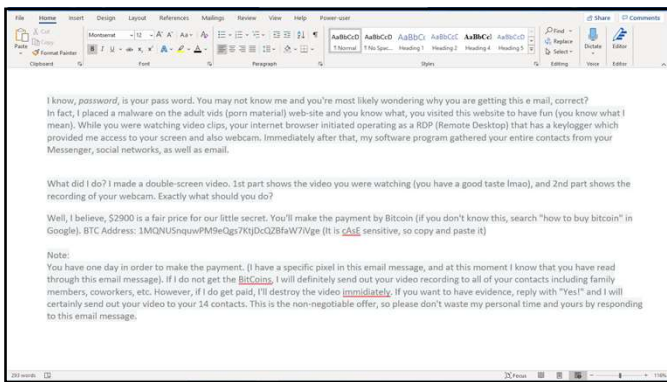 File Home Insert Design Layout References Mailings Review View Help Power-user Share Comments
Cut
Copy
Paste Format Painter
Montserrat 12
AaBbCcD AaBbCcD AaBbCc AaBbCcC AaBbCcI AaBbCcD
1 Normal 1 No Spac... Heading 1 Heading 2 Heading 4 Heading 5
Find
Replace
Select
Dictate Editor
Clipboard Font Paragraph Styles Editing Voice Editor
I know, password, is your pass word. You may not know me and you're most likely wondering why you are getting this e mail, correct?
In fact, I placed a malware on the adult vids (porn material) web-site and you know what, you visited this website to have fun (you know what I
mean). While you were watching video clips, your internet browser initiated operating as a RDP (Remote Desktop) that has a keylogger which
provided me access to your screen and also webcam. Immediately after that, my software program gathered your entire contacts from your
Messenger, social networks, as well as email.
What did I do? I made a double-screen video. 1st part shows the video you were watching (you have a good taste lmao), and 2nd part shows the
recording of your webcam. Exactly what should you do?
Well, I believe, $2900 is a fair price for our little secret. You'll make the payment by Bitcoin (if you don't know this, search "how to buy bitcoin" in
Google). BTC Address: (It is cAsE sensitive, so copy and paste it)
Note:
You have one day in order to make the payment. (I have a specific pixel in this email message, and at this moment I know that you have read
through this email message). If I do not get the BitCoins, I will definitely send out your video recording to all of your contacts including family
members, coworkers, etc. However, if I do get paid, I'll destroy the video immidiately. If you want to have evidence, reply with "Yes!" and I will
certainly send out your video to your 14 contacts. This is the non-negotiable offer, so please don't waste my personal time and yours by responding
to this email message.
Focus